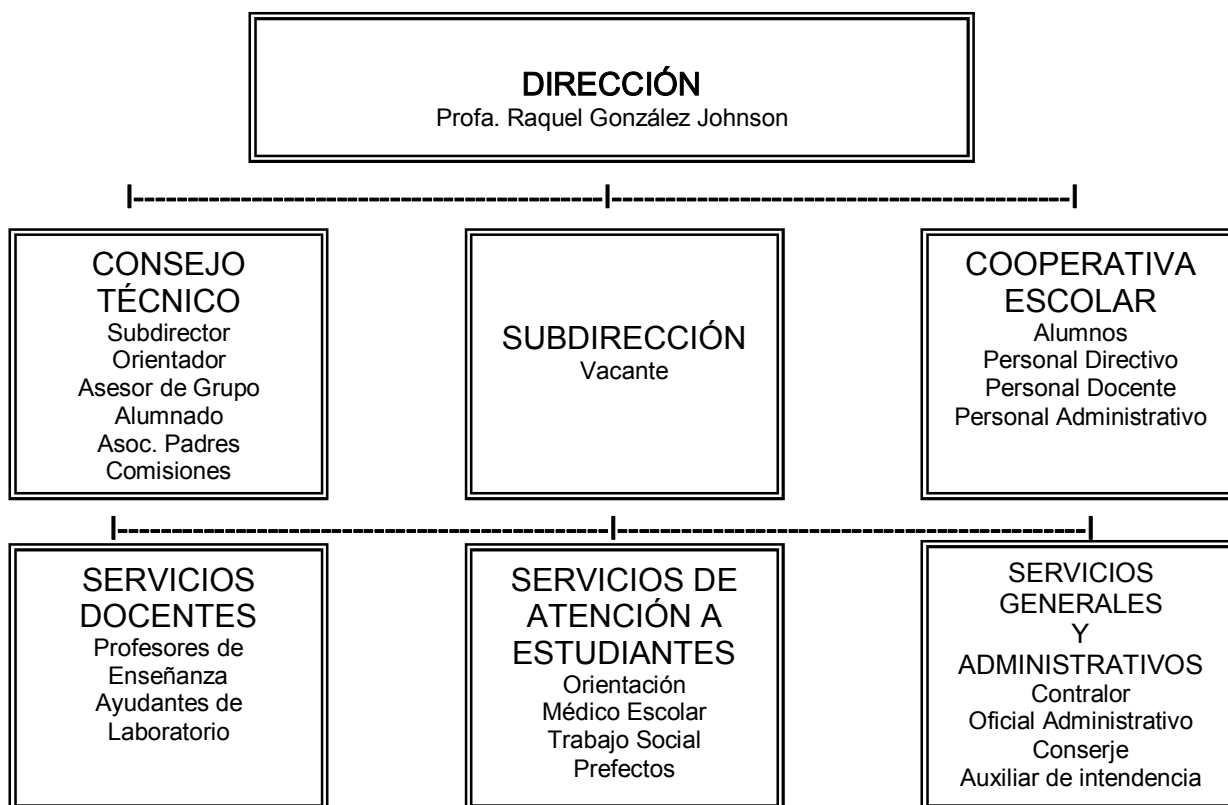 DIRECCIÓN
Profa. Raquel González Johnson
CONSEJO
TÉCNICO
Subdirector
Orientador
Asesor de Grupo
Alumnado
Asoc. Padres
Comisiones
SUBDIRECCIÓN
Vacante
COOPERATIVA
ESCOLAR
Alumnos
Personal Directivo
Personal Docente
Personal Administrativo
SERVICIOS
DOCENTES
Profesores de
Enseñanza
Ayudantes de
Laboratorio
SERVICIOS DE
ATENCIÓN A
ESTUDIANTES
Orientación
Médico Escolar
Trabajo Social
Prefectos
SERVICIOS
GENERALES
Y
ADMINISTRATIVOS
Contralor
Oficial Administrativo
Conserje
Auxiliar de intendencia